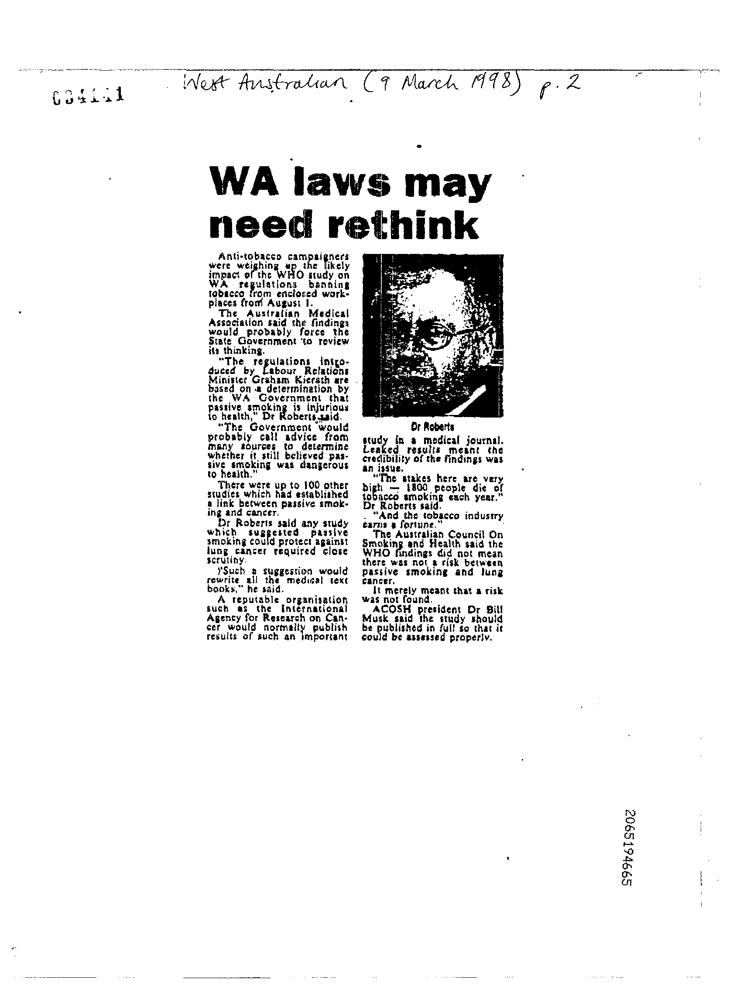 West Australian (9 March 1998) p. 2
034141
WA laws may
need rethink
Anti-tobacco campaigners
were weighing up the likely
impact of the WHO study on
WA regulations banning
tobacco from enclosed work-
places from August 1.
The Australian Medical
Association said the findings
would probably force the
State Government to review
its thinking.
"The regulations intro-
duced by Labour Relations
Minister Graham Kierath are
based on a determination by
the WA Government that
passive smoking is injurious
to health," Dr Roberts said.
"The Government would
probably call advice from
many sources to determine
whether it still believed pas-
sive smoking was dangerous
to health."
There were up to 100 other
studies which had established
a link between passive smok-
ing and cancer.
Dr Roberts said any study
which suggested passive
smoking could protect against
lung cancer required close
scrutiny.
"Such a suggestion would
rewrite all the medical text
books," he said.
A reputable organisation
such as the International
Agency for Research on Can-
cer would normally publish
results of such an important
Dr Roberts
study in a medical journal.
Leaked results meant the
credibility of the findings was
an issue.
"The stakes here are very
high — 1800 people die of
tobacco smoking each year."
Dr Roberts said.
"And the tobacco industry
earns a fortune."
The Australian Council On
Smoking and Health said the
WHO findings did not mean
there was not a risk between
passive smoking and lung
cancer.
It merely meant that a risk
was not found.
ACOSH president Dr Bill
Musk said the study should
be published in full so that it
could be assessed properly.
2065194665